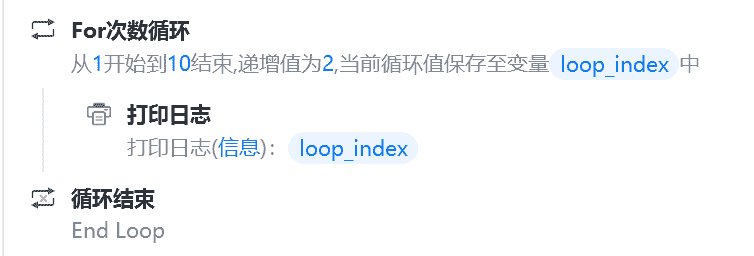 For次数循环
从1开始到10结束,递增值为2,当前循环值保存至变量 loop_index 中
打印日志
打印日志(信息)： loop_index
循环结束
End Loop